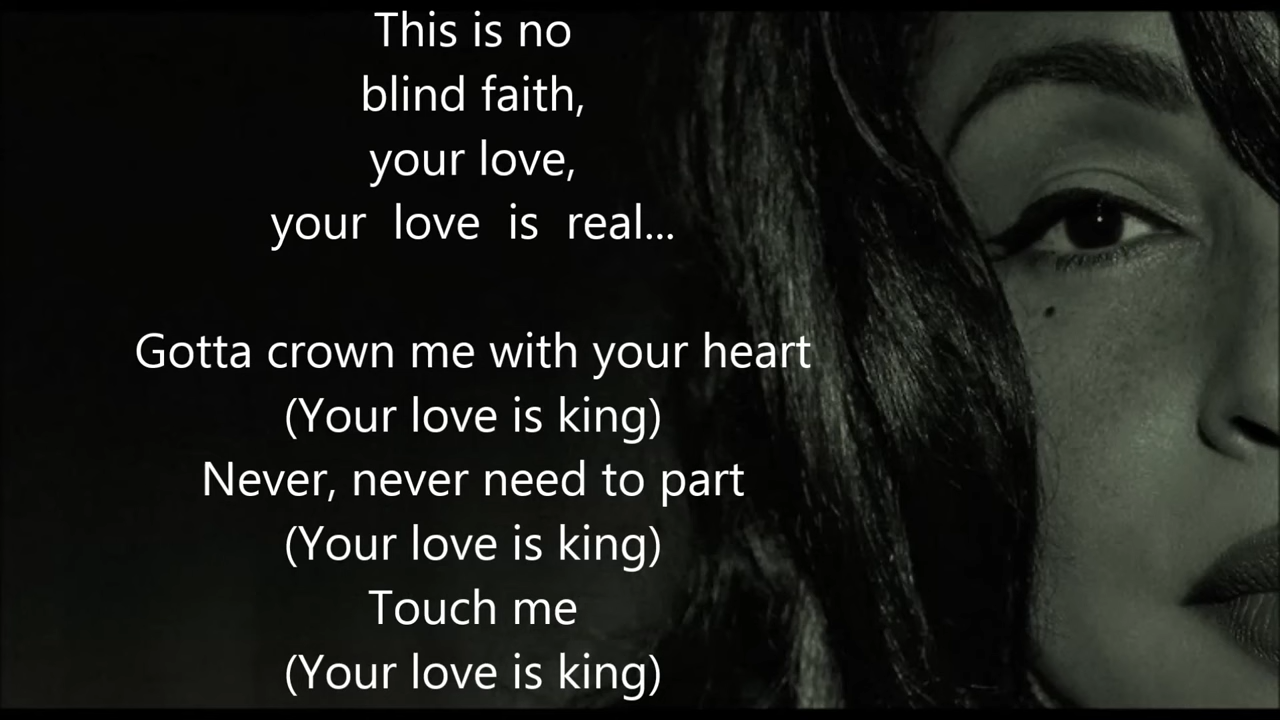 This is no
blind faith,
your love,
your love is real...
Gotta crown me with your heart
(Your love is king)
Never, never need to part
(Your love is king)
Touch me
(Your love is king)